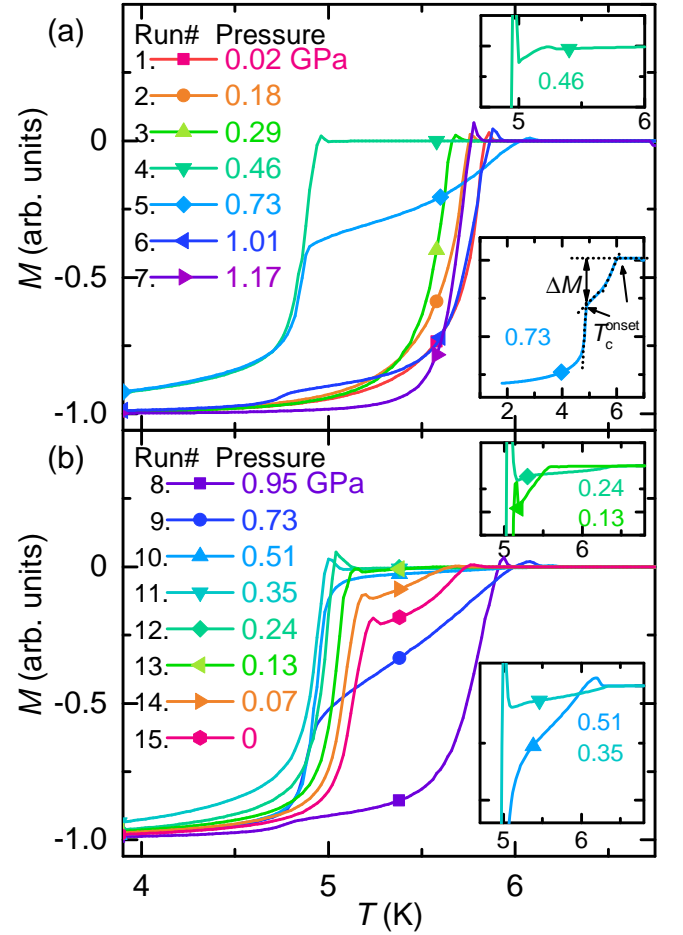 (a)
Run# Pressure
1. 0.02 GPa
2. 0.18
3. 0.29
4. 0.46
5. 0.73
6. 1.01
7. 1.17
0.46
5 6
0.73
ΔM
T_c^onset
2 4 6
M (arb. units)
0
-0.5
-1.0
(b)
Run# Pressure
8. 0.95 GPa
9. 0.73
10. 0.51
11. 0.35
12. 0.24
13. 0.13
14. 0.07
15. 0
0.24
0.13
5 6
0.51
0.35
5 6
M (arb. units)
0
-0.5
-1.0
4 5 6
T (K)